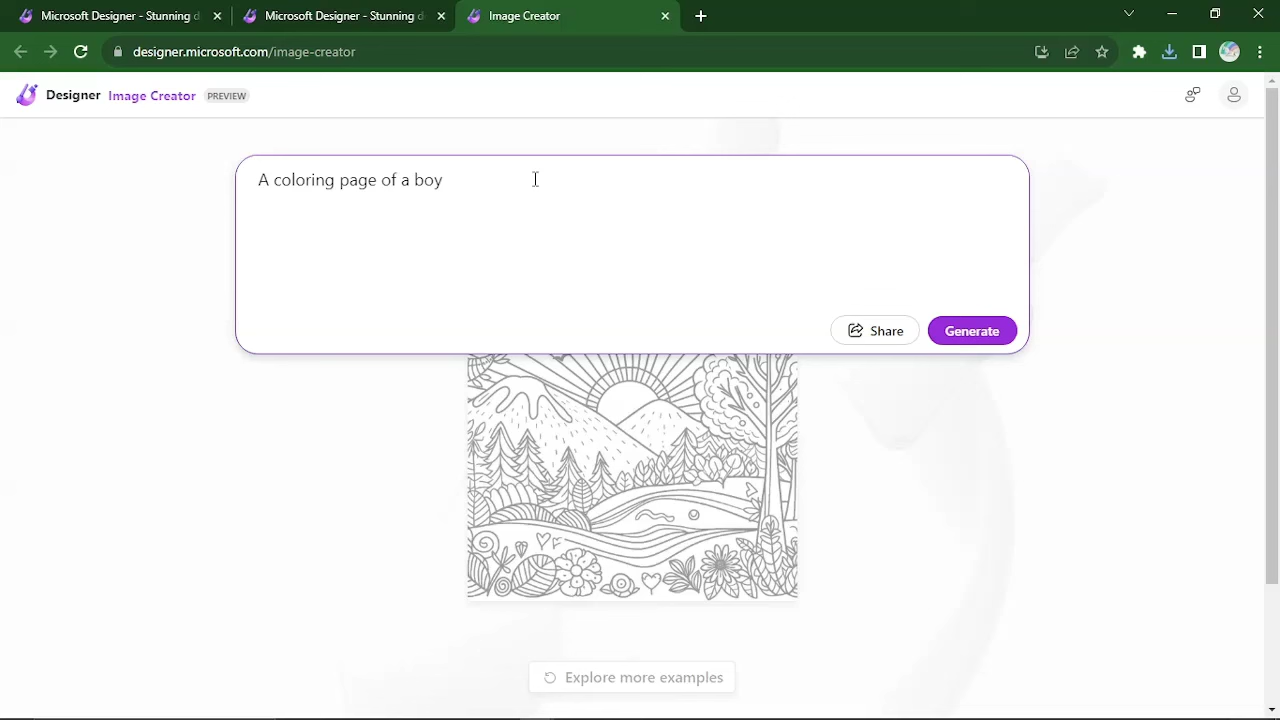 Microsoft Designer - Stunning d
Microsoft Designer - Stunning d
Image Creator
designer.microsoft.com/image-creator
Designer Image Creator PREVIEW
A coloring page of a boy
Share
Generate
Explore more examples